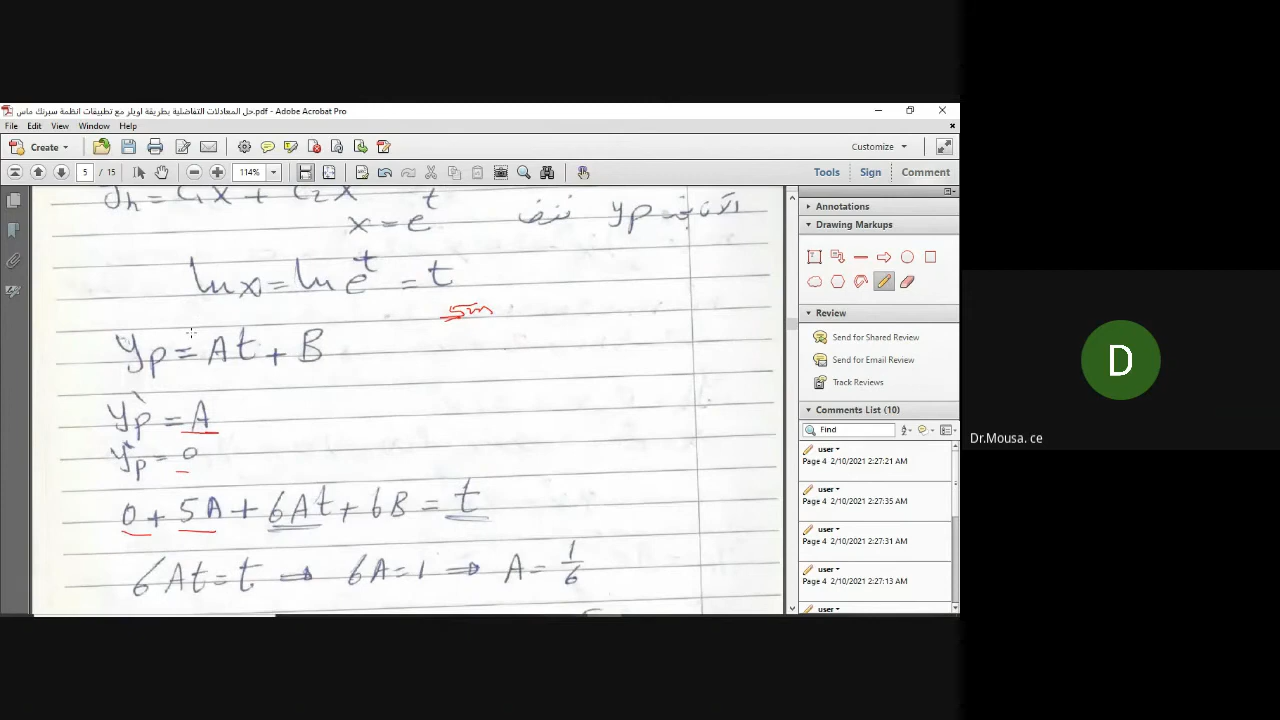 حل المعادلات التفاضلية بطريقة اويلر مع تطبيقات انظمة سبرنك ماس.pdf - Adobe Acrobat Pro
File Edit View Window Help
Create
Customize
5 / 15
114%
Tools Sign Comment
x = e^t
yp
ln x = ln e^t = t
5m
yp = At + B
yp` = A
yp`` = 0
0 + 5A + 6At + 6B = t
6At = t ⇒ 6A = 1 ⇒ A = 1/6
Annotations
Drawing Markups
Review
Send for Shared Review
Send for Email Review
Track Reviews
Comments List (10)
Find
user
Page 4 2/10/2021 2:27:21 AM
user
Page 4 2/10/2021 2:27:35 AM
user
Page 4 2/10/2021 2:27:31 AM
user
Page 4 2/10/2021 2:27:13 AM
user
D
Dr.Mousa. ce